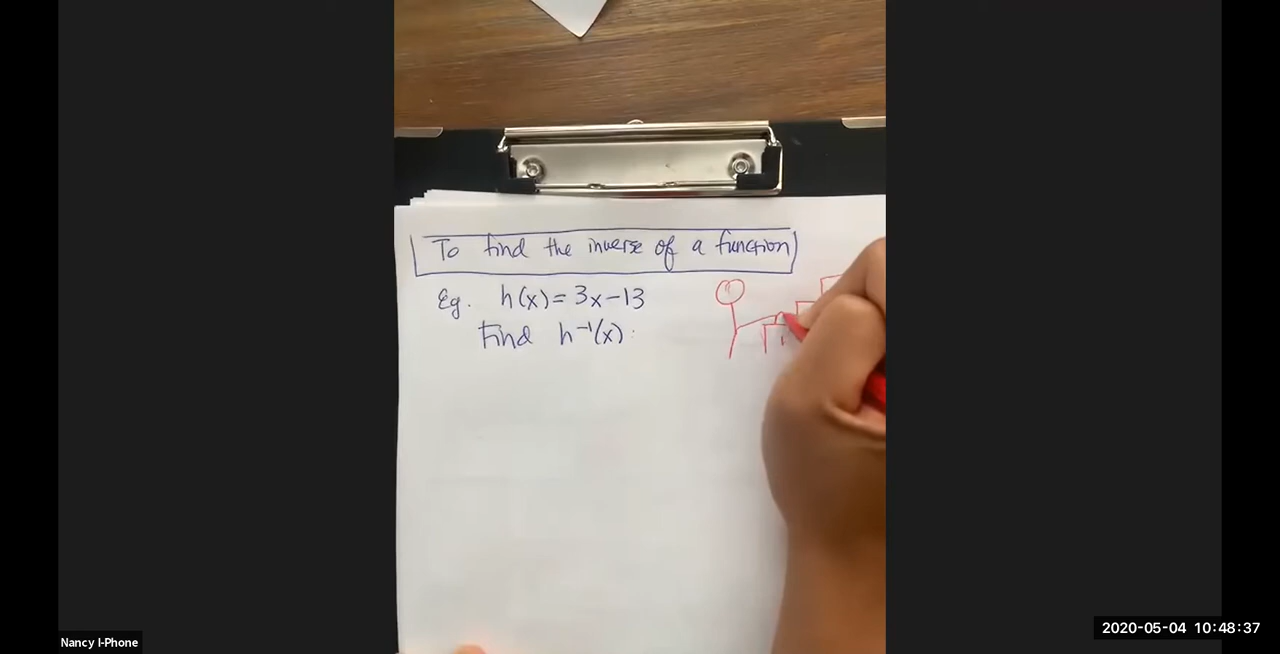 To find the inverse of a function
Eg. h(x) = 3x-13
Find h⁻¹(x):
Nancy I-Phone
2020-05-04 10:48:37